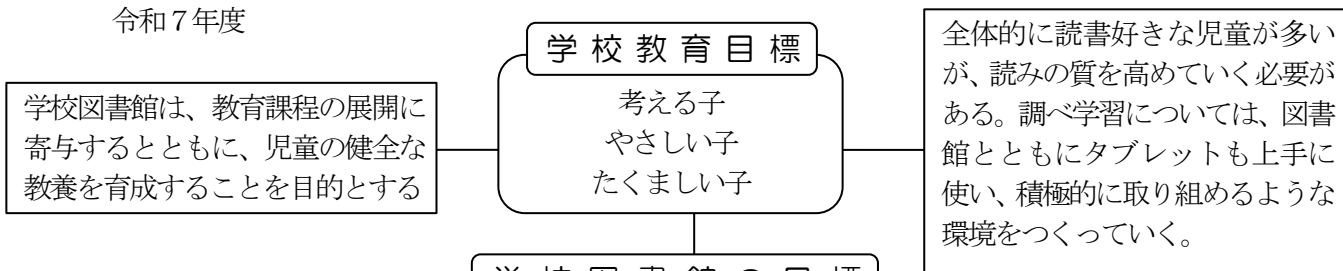 令和７年度
学校教育目標
考える子
やさしい子
たくましい子
学校図書館は、教育課程の展開に
寄与するとともに、児童の健全な
教養を育成することを目的とする
全体的に読書好きな児童が多い
が、読みの質を高めていく必要が
ある。調べ学習については、図書
館とともにタブレットも上手に
使い、積極的に取り組めるような
環境をつくっていく。
学校図書館の目標